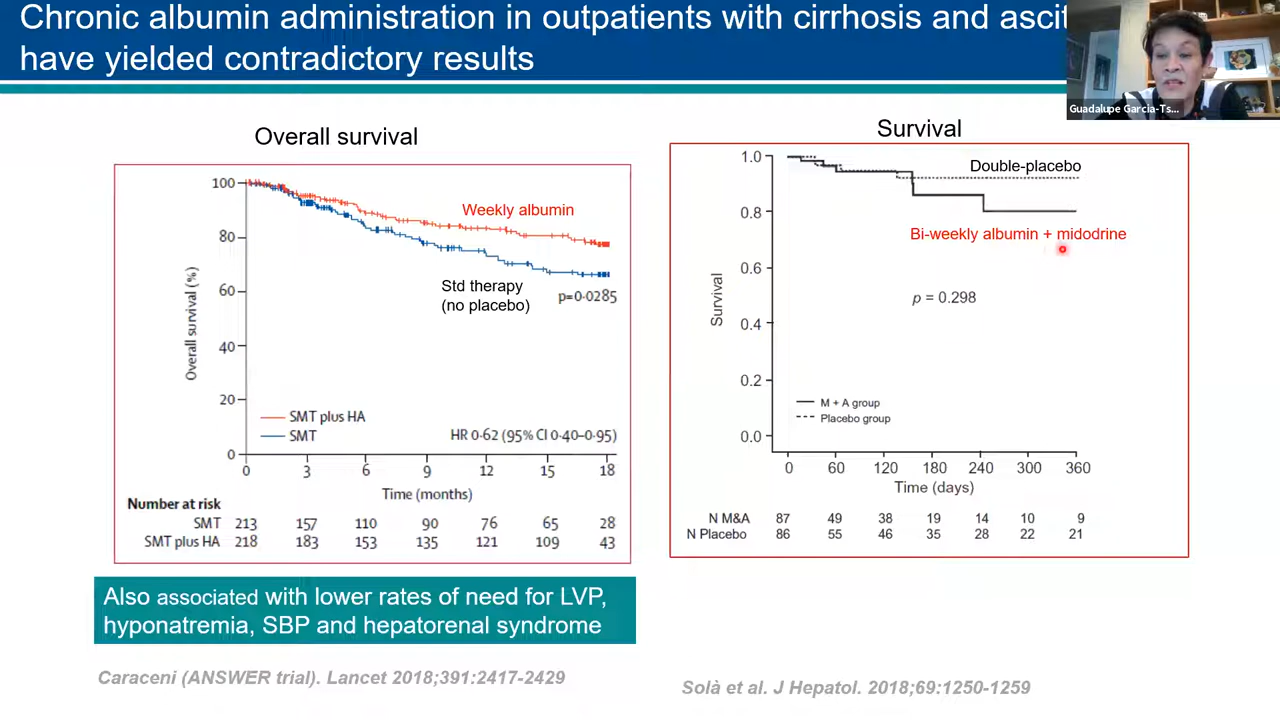 Chronic albumin administration in outpatients with cirrhosis and asci
have yielded contradictory results
Guadalupe Garcia-Ts...
Overall survival
100
80
60
40
20
0
Overall survival (%)
Weekly albumin
Std therapy
(no placebo)
p=0·0285
SMT plus HA
SMT
HR 0·62 (95% CI 0·40–0·95)
0 3 6 9 12 15 18
Time (months)
Number at risk
SMT 213 157 110 90 76 65 28
SMT plus HA 218 183 153 135 121 109 43
Also associated with lower rates of need for LVP,
hyponatremia, SBP and hepatorenal syndrome
Caraceni (ANSWER trial). Lancet 2018;391:2417-2429
Survival
1.0
0.8
0.6
0.4
0.2
0.0
Survival
Double-placebo
Bi-weekly albumin + midodrine
p = 0.298
M + A group
Placebo group
0 60 120 180 240 300 360
Time (days)
N M&A 87 49 38 19 14 10 9
N Placebo 86 55 46 35 28 22 21
Solà et al. J Hepatol. 2018;69:1250-1259